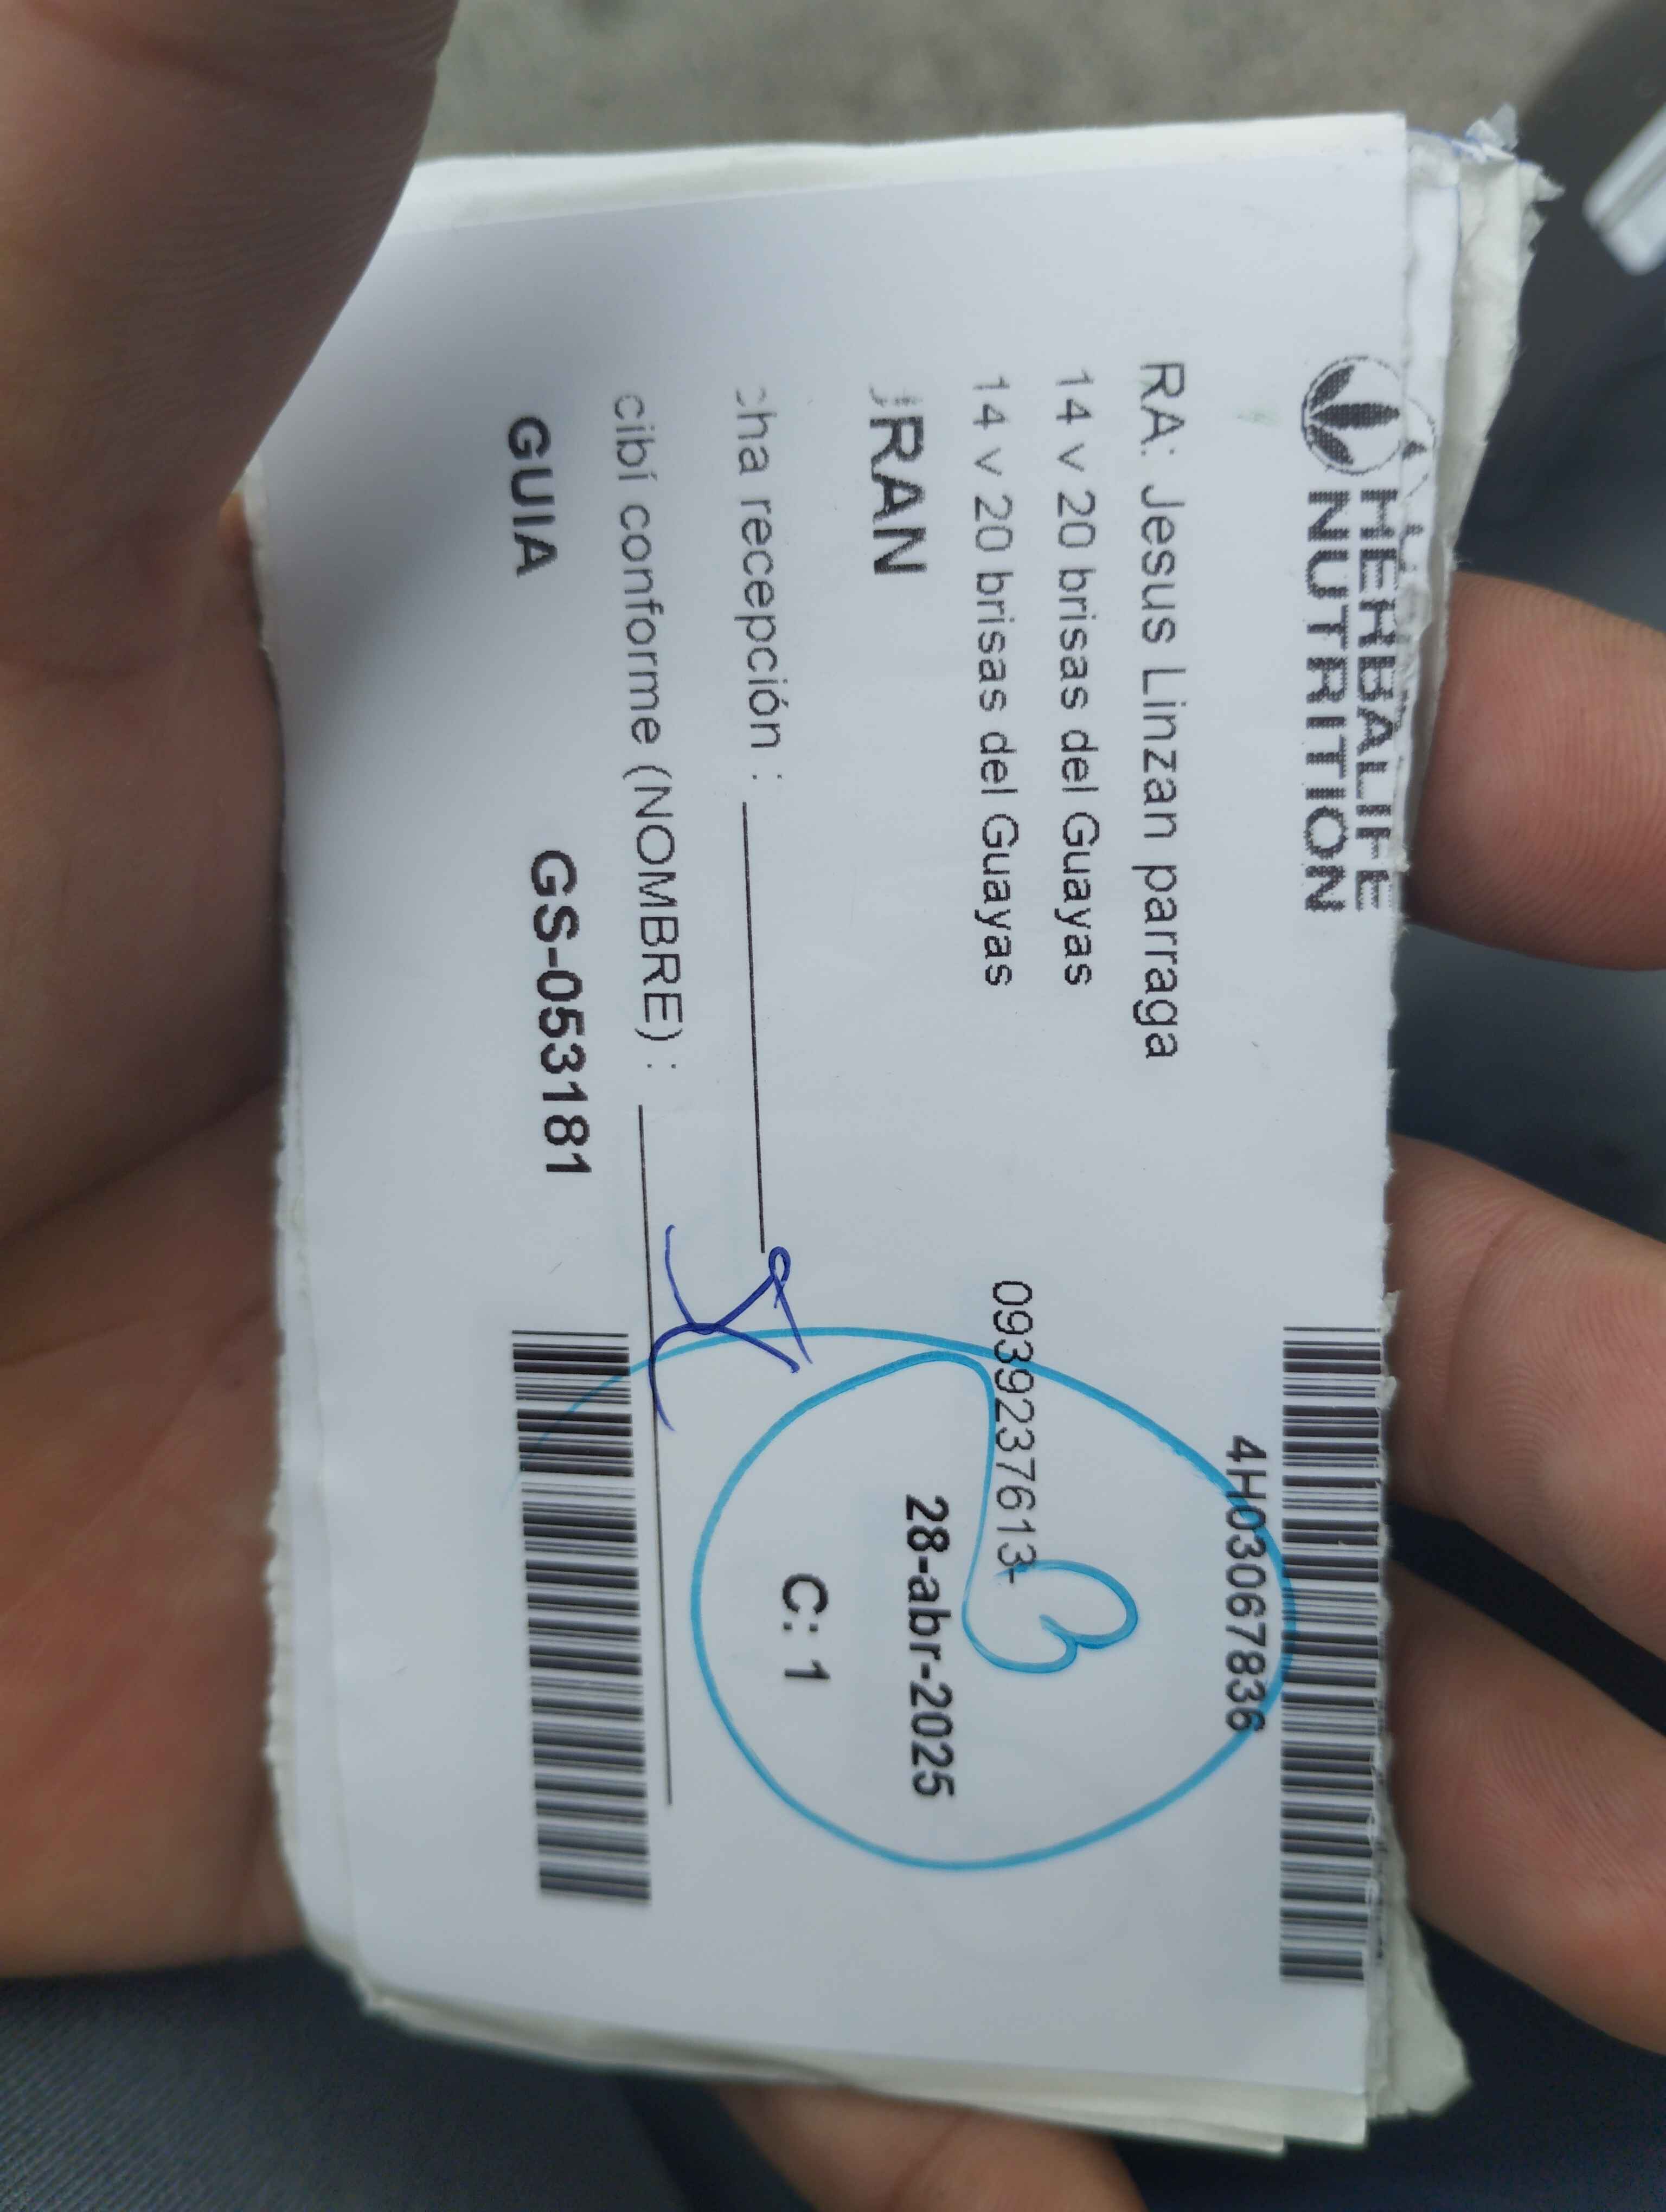 HERBALIFE
NUTRITION
4H03067836
RA: Jesus Linzan parraga
14 v 20 brisas del Guayas
14 v 20 brisas del Guayas
0939237613-
RAN
28-abr-2025
cha recepción :
C: 1
cibí conforme (NOMBRE) :
GUIA
GS-053181